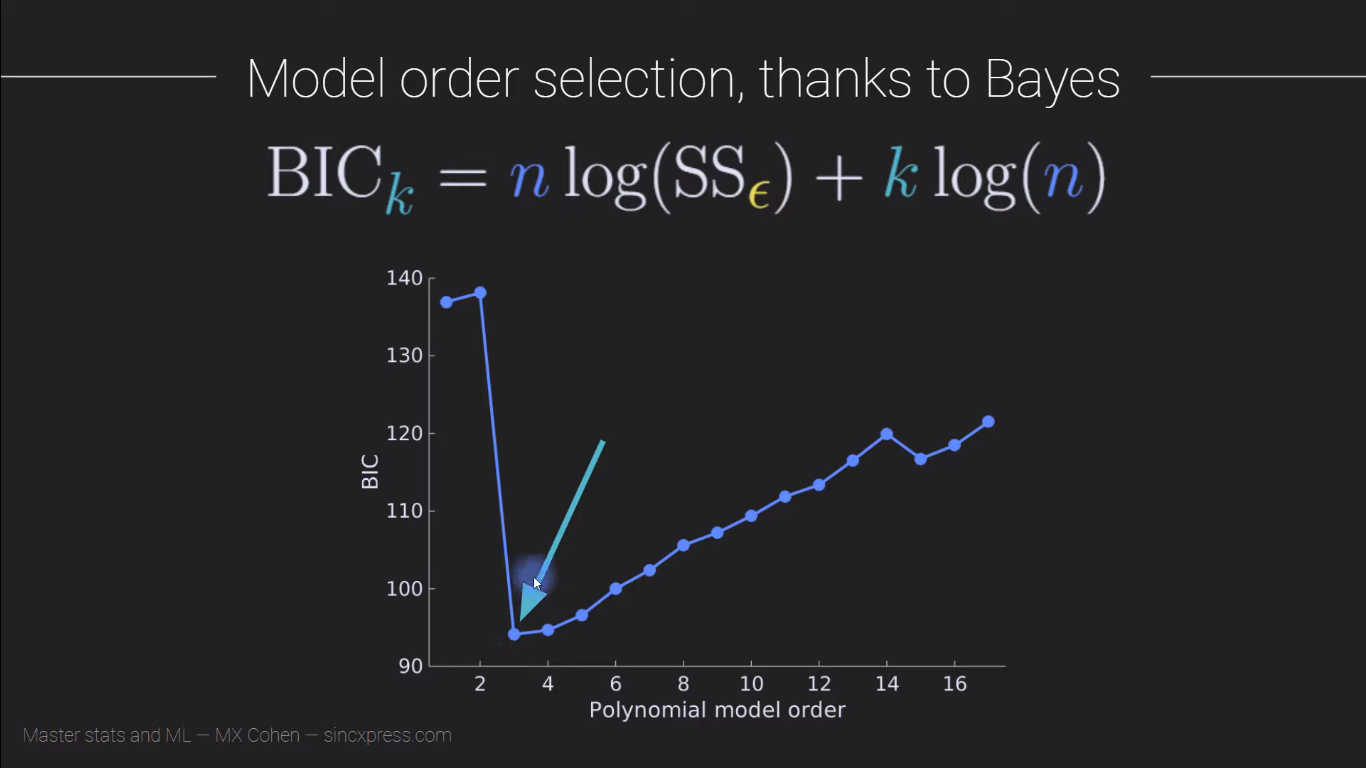 Model order selection, thanks to Bayes
BICₖ = n log(SS_ϵ) + k log(n)
140
130
120
110
100
90
BIC
2 4 6 8 10 12 14 16
Polynomial model order
Master stats and ML — MX Cohen — sincxpress.com